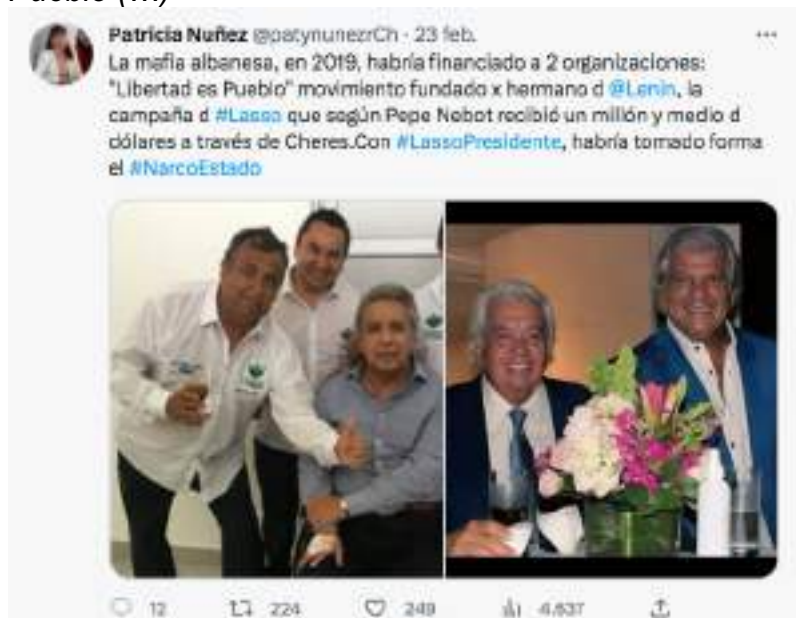 Pueblo
Patricia Nuñez @patynunezrCh · 23 feb.
La mafia albanesa, en 2019, habría financiado a 2 organizaciones:
"Libertad es Pueblo" movimiento fundado x hermano d @Lenin, la
campaña d #Lasso que según Pepe Nebot recibió un millón y medio d
dólares a través de Cheres.Con #LassoPresidente, habría tomado forma
el #NarcoEstado
12 224 249 4.637